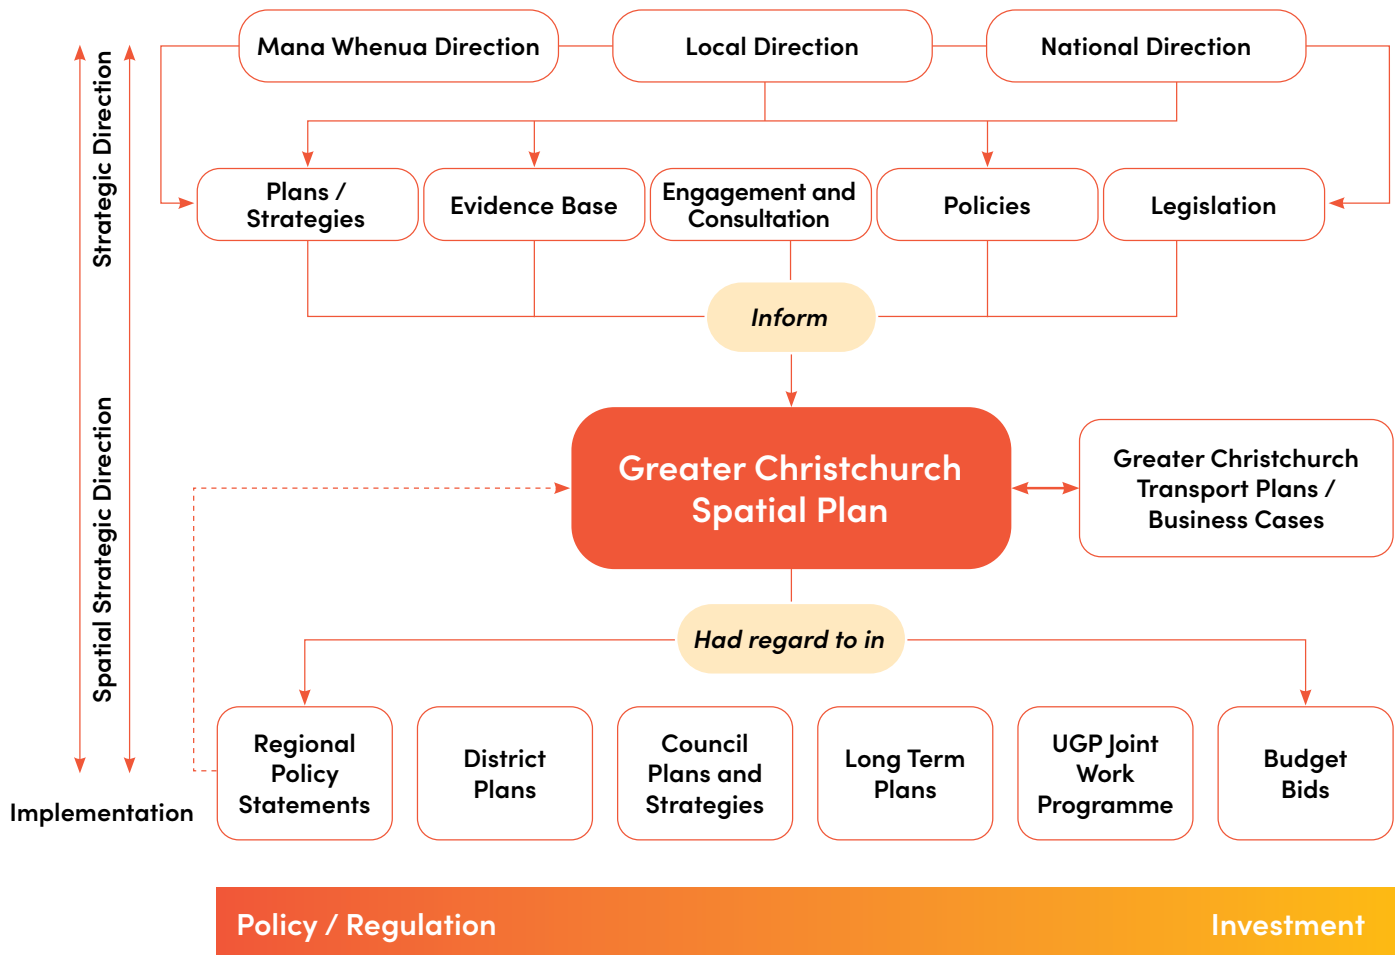 Mana Whenua Direction
Local Direction
National Direction
Strategic Direction
Plans /
Strategies
Evidence Base
Engagement and
Consultation
Policies
Legislation
Inform
Spatial Strategic Direction
Greater Christchurch
Spatial Plan
Greater Christchurch
Transport Plans /
Business Cases
Had regard to in
Implementation
Regional
Policy
Statements
District
Plans
Council
Plans and
Strategies
Long Term
Plans
UGP Joint
Work
Programme
Budget
Bids
Policy / Regulation
Investment